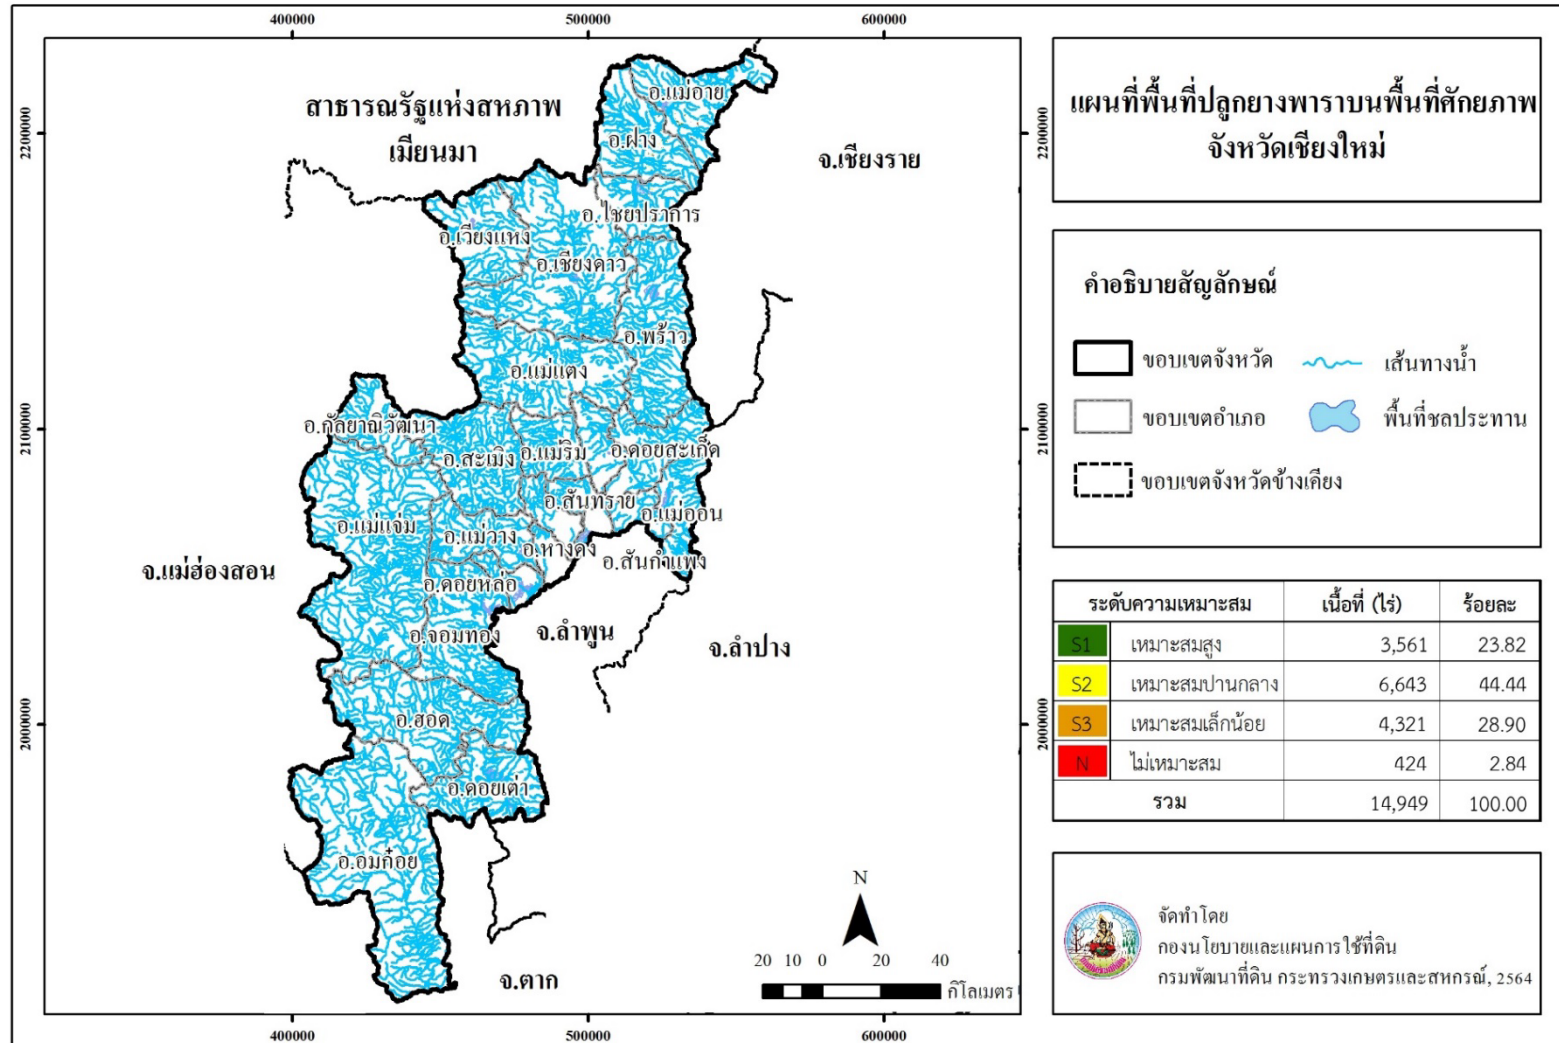 400000
500000
600000
2200000
2100000
2000000
สาธารณรัฐแห่งสหภาพ
เมียนมา
อ.แม่อาย
อ.ฝาง
จ.เชียงราย
อ.ไชยปราการ
อ.เวียงแหง
อ.เชียงดาว
อ.พร้าว
อ.แม่แตง
อ.กัลยาณิวัฒนา
อ.สะเมิง
อ.แม่ริม
อ.ดอยสะเก็ด
อ.สันทราย
อ.แม่ออน
อ.แม่แจ่ม
อ.แม่วาง
อ.หางดง
อ.สันกำแพง
จ.แม่ฮ่องสอน
อ.ดอยหล่อ
อ.จอมทอง
จ.ลำพูน
จ.ลำปาง
อ.ฮอด
อ.ดอยเต่า
อ.อมก๋อย
จ.ตาก
N
20 10 0 20 40
กิโลเมตร
2200000
2100000
2000000
400000
500000
600000
แผนที่พื้นที่ปลูกยางพาราบนพื้นที่ศักยภาพ
จังหวัดเชียงใหม่
คำอธิบายสัญลักษณ์
ขอบเขตจังหวัด เส้นทางน้ำ
ขอบเขตอำเภอ พื้นที่ชลประทาน
ขอบเขตจังหวัดข้างเคียง
ระดับความเหมาะสม เนื้อที่ (ไร่) ร้อยละ
S1 เหมาะสมสูง 3,561 23.82
S2 เหมาะสมปานกลาง 6,643 44.44
S3 เหมาะสมเล็กน้อย 4,321 28.90
N ไม่เหมาะสม 424 2.84
รวม 14,949 100.00
จัดทำโดย
กองนโยบายและแผนการใช้ที่ดิน
กรมพัฒนาที่ดิน กระทรวงเกษตรและสหกรณ์, 2564